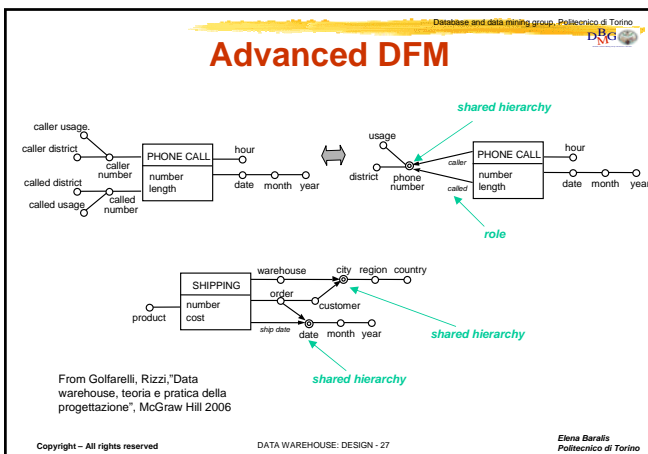 Database and data mining group, Politecnico di Torino
DBMG
Advanced DFM
shared hierarchy
caller usage.
caller district
caller number
called district
called usage
called number
PHONE CALL
number
length
hour
date month year
usage
district
phone number
caller
called
PHONE CALL
number
length
hour
date month year
role
SHIPPING
number
cost
product
warehouse
city region country
order
customer
ship date
date month year
shared hierarchy
shared hierarchy
From Golfarelli, Rizzi,"Data
warehouse, teoria e pratica della
progettazione", McGraw Hill 2006
Copyright – All rights reserved
DATA WAREHOUSE: DESIGN - 27
Elena Baralis
Politecnico di Torino